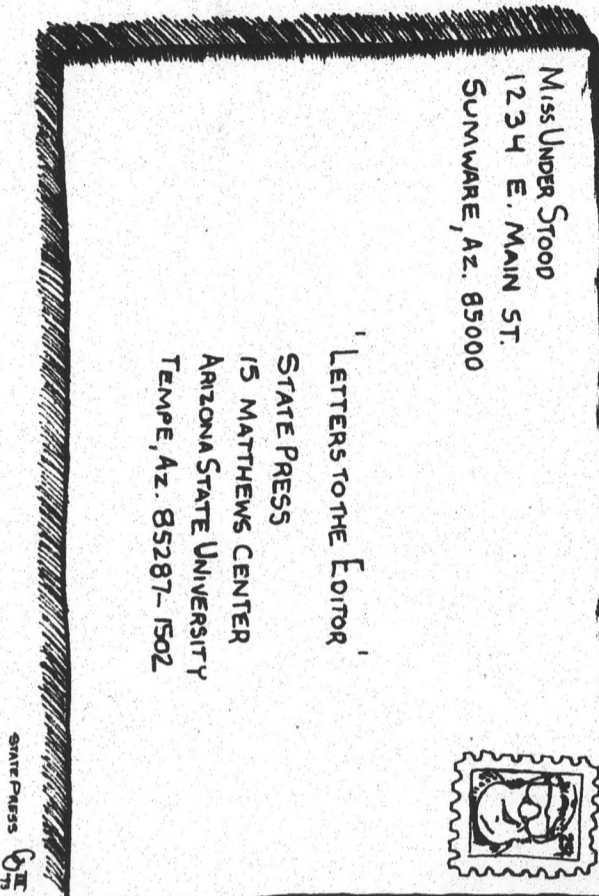 Miss Under Stood
1234 E. Main St.
Sumware, Az. 85000
'Letters to the Editor'
State Press
15 Matthews Center
Arizona State University
Tempe, Az. 85287-1502
State Press